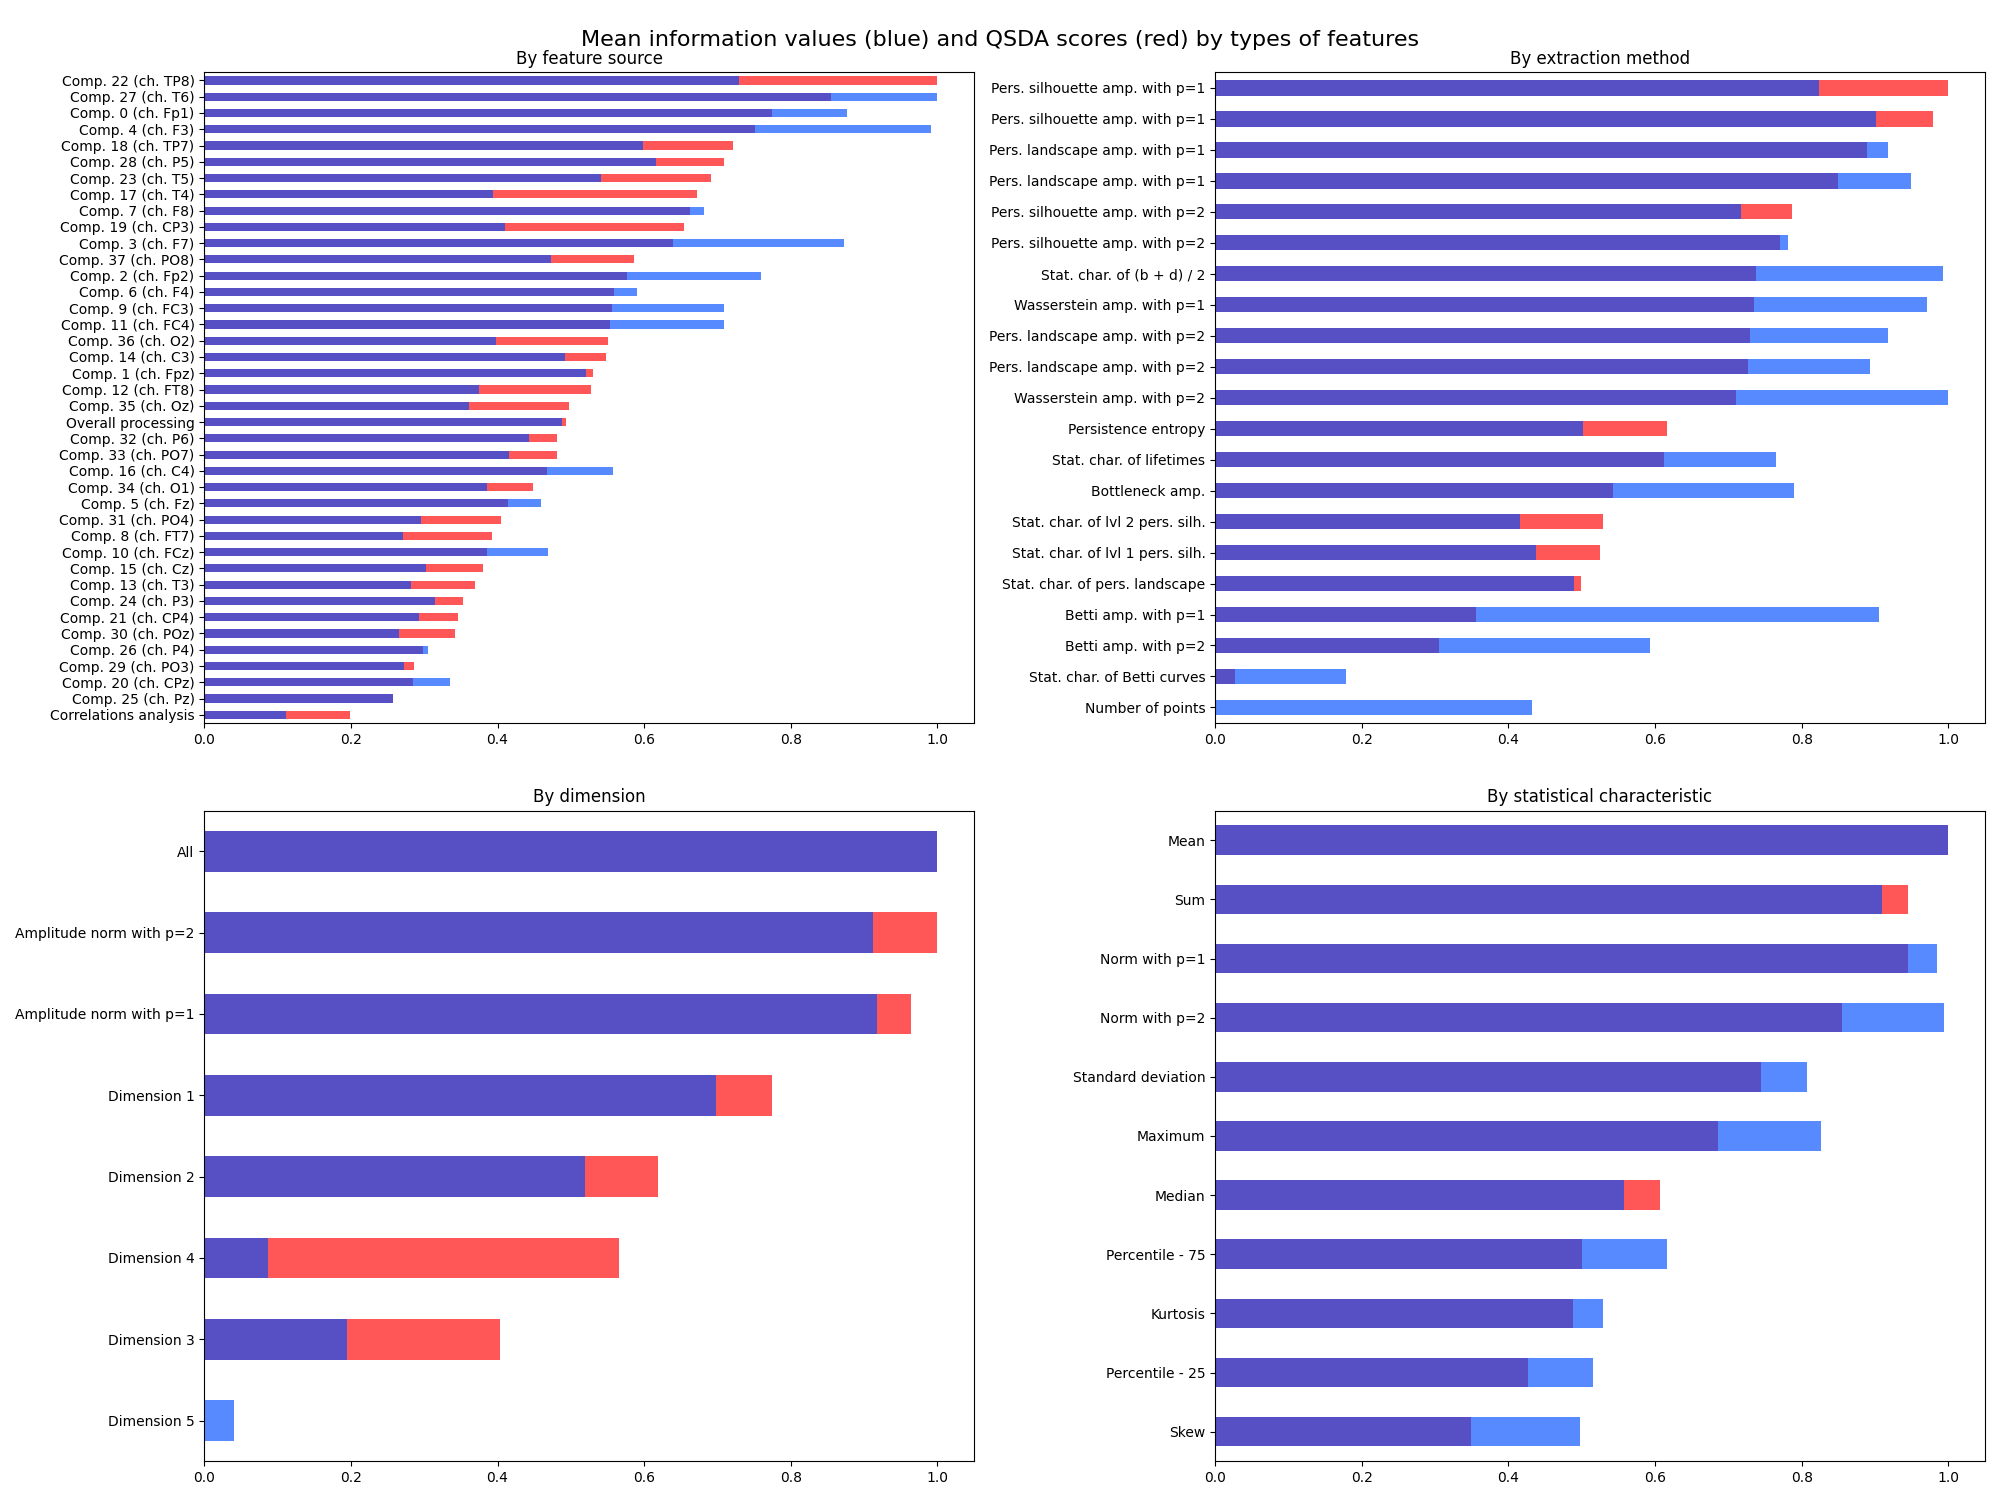 Mean information values (blue) and QSDA scores (red) by types of features
By feature source
Comp. 22 (ch. TP8)
Comp. 27 (ch. T6)
Comp. 0 (ch. Fp1)
Comp. 4 (ch. F3)
Comp. 18 (ch. TP7)
Comp. 28 (ch. P5)
Comp. 23 (ch. T5)
Comp. 17 (ch. T4)
Comp. 7 (ch. F8)
Comp. 19 (ch. CP3)
Comp. 3 (ch. F7)
Comp. 37 (ch. PO8)
Comp. 2 (ch. Fp2)
Comp. 6 (ch. F4)
Comp. 9 (ch. FC3)
Comp. 11 (ch. FC4)
Comp. 36 (ch. O2)
Comp. 14 (ch. C3)
Comp. 1 (ch. Fpz)
Comp. 12 (ch. FT8)
Comp. 35 (ch. Oz)
Overall processing
Comp. 32 (ch. P6)
Comp. 33 (ch. PO7)
Comp. 16 (ch. C4)
Comp. 34 (ch. O1)
Comp. 5 (ch. Fz)
Comp. 31 (ch. PO4)
Comp. 8 (ch. FT7)
Comp. 10 (ch. FCz)
Comp. 15 (ch. Cz)
Comp. 13 (ch. T3)
Comp. 24 (ch. P3)
Comp. 21 (ch. CP4)
Comp. 30 (ch. POz)
Comp. 26 (ch. P4)
Comp. 29 (ch. PO3)
Comp. 20 (ch. CPz)
Comp. 25 (ch. Pz)
Correlations analysis
0.0 0.2 0.4 0.6 0.8 1.0
By extraction method
Pers. silhouette amp. with p=1
Pers. silhouette amp. with p=1
Pers. landscape amp. with p=1
Pers. landscape amp. with p=1
Pers. silhouette amp. with p=2
Pers. silhouette amp. with p=2
Stat. char. of (b + d) / 2
Wasserstein amp. with p=1
Pers. landscape amp. with p=2
Pers. landscape amp. with p=2
Wasserstein amp. with p=2
Persistence entropy
Stat. char. of lifetimes
Bottleneck amp.
Stat. char. of lvl 2 pers. silh.
Stat. char. of lvl 1 pers. silh.
Stat. char. of pers. landscape
Betti amp. with p=1
Betti amp. with p=2
Stat. char. of Betti curves
Number of points
0.0 0.2 0.4 0.6 0.8 1.0
By dimension
All
Amplitude norm with p=2
Amplitude norm with p=1
Dimension 1
Dimension 2
Dimension 4
Dimension 3
Dimension 5
0.0 0.2 0.4 0.6 0.8 1.0
By statistical characteristic
Mean
Sum
Norm with p=1
Norm with p=2
Standard deviation
Maximum
Median
Percentile - 75
Kurtosis
Percentile - 25
Skew
0.0 0.2 0.4 0.6 0.8 1.0